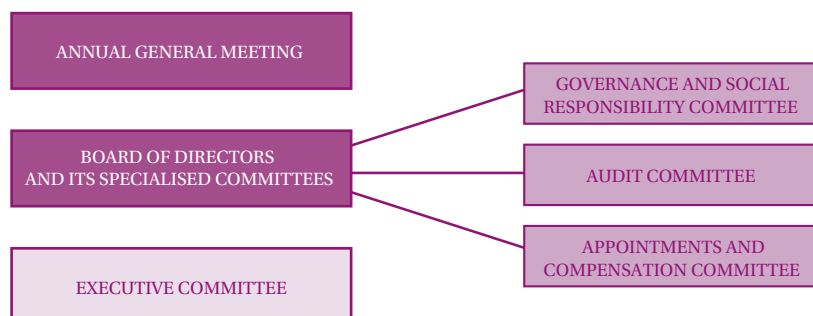 ANNUAL GENERAL MEETING
BOARD OF DIRECTORS
AND ITS SPECIALISED COMMITTEES
EXECUTIVE COMMITTEE
GOVERNANCE AND SOCIAL
RESPONSIBILITY COMMITTEE
AUDIT COMMITTEE
APPOINTMENTS AND
COMPENSATION COMMITTEE